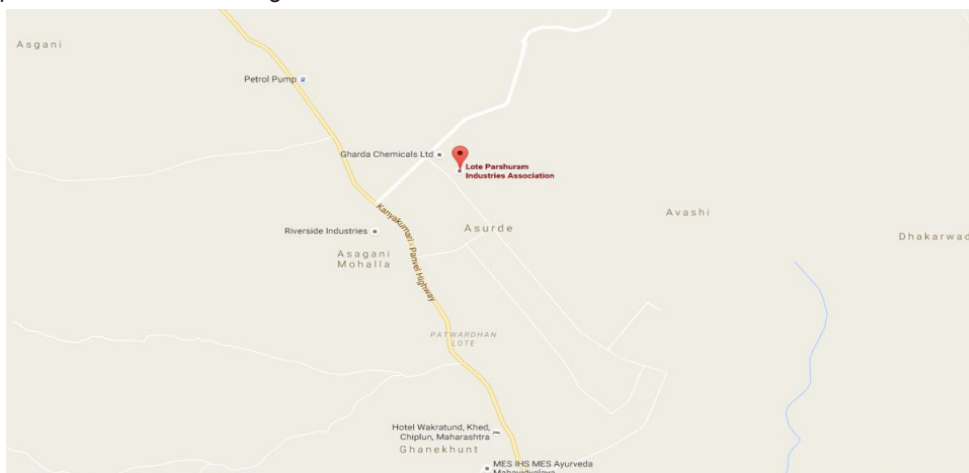 Asgani
Petrol Pump
Gharda Chemicals Ltd
Lote Parshuram
Industries Association
Kanyakumari - Panvel Highway
Riverside Industries
Asurde
Avashi
Dhakarwad
Asagani
Mohalla
PATWARDHAN
LOTE
Hotel Wakratund, Khed,
Chiplun, Maharashtra
Ghanekhunt
MES IHS MES Ayurveda